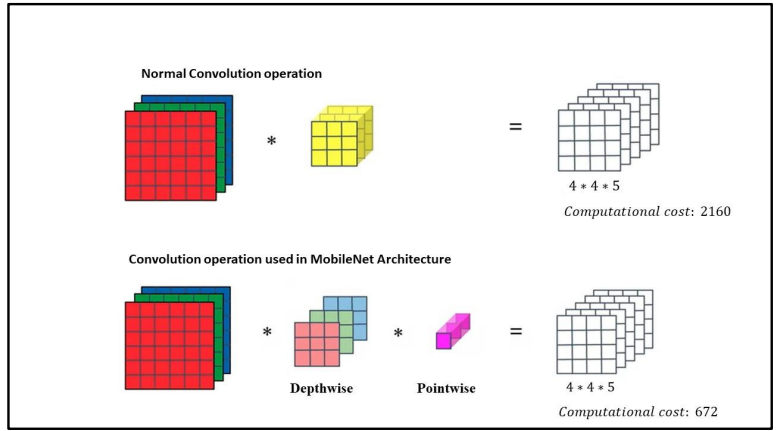 Normal Convolution operation
*
=
4 * 4 * 5
Computational cost: 2160
Convolution operation used in MobileNet Architecture
*
*
=
Depthwise
Pointwise
4 * 4 * 5
Computational cost: 672